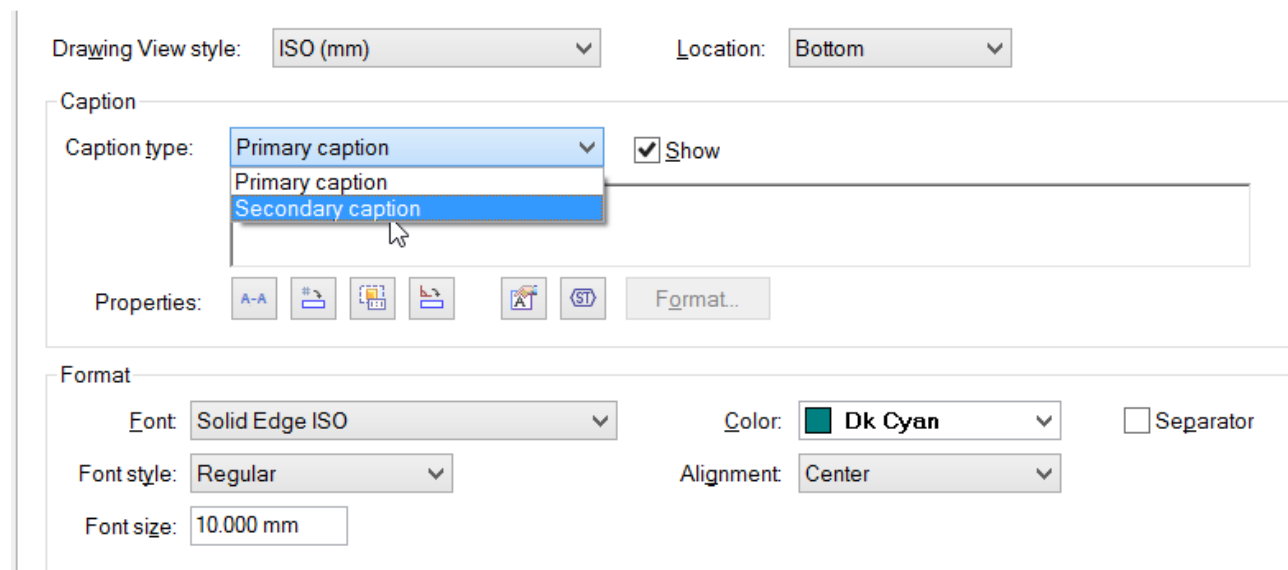 Drawing View style: ISO (mm) Location: Bottom
Caption
Caption type: Primary caption Show
Primary caption
Secondary caption
Properties: A-A # A ST Format...
Format
Font: Solid Edge ISO Color: Dk Cyan Separator
Font style: Regular Alignment: Center
Font size: 10.000 mm